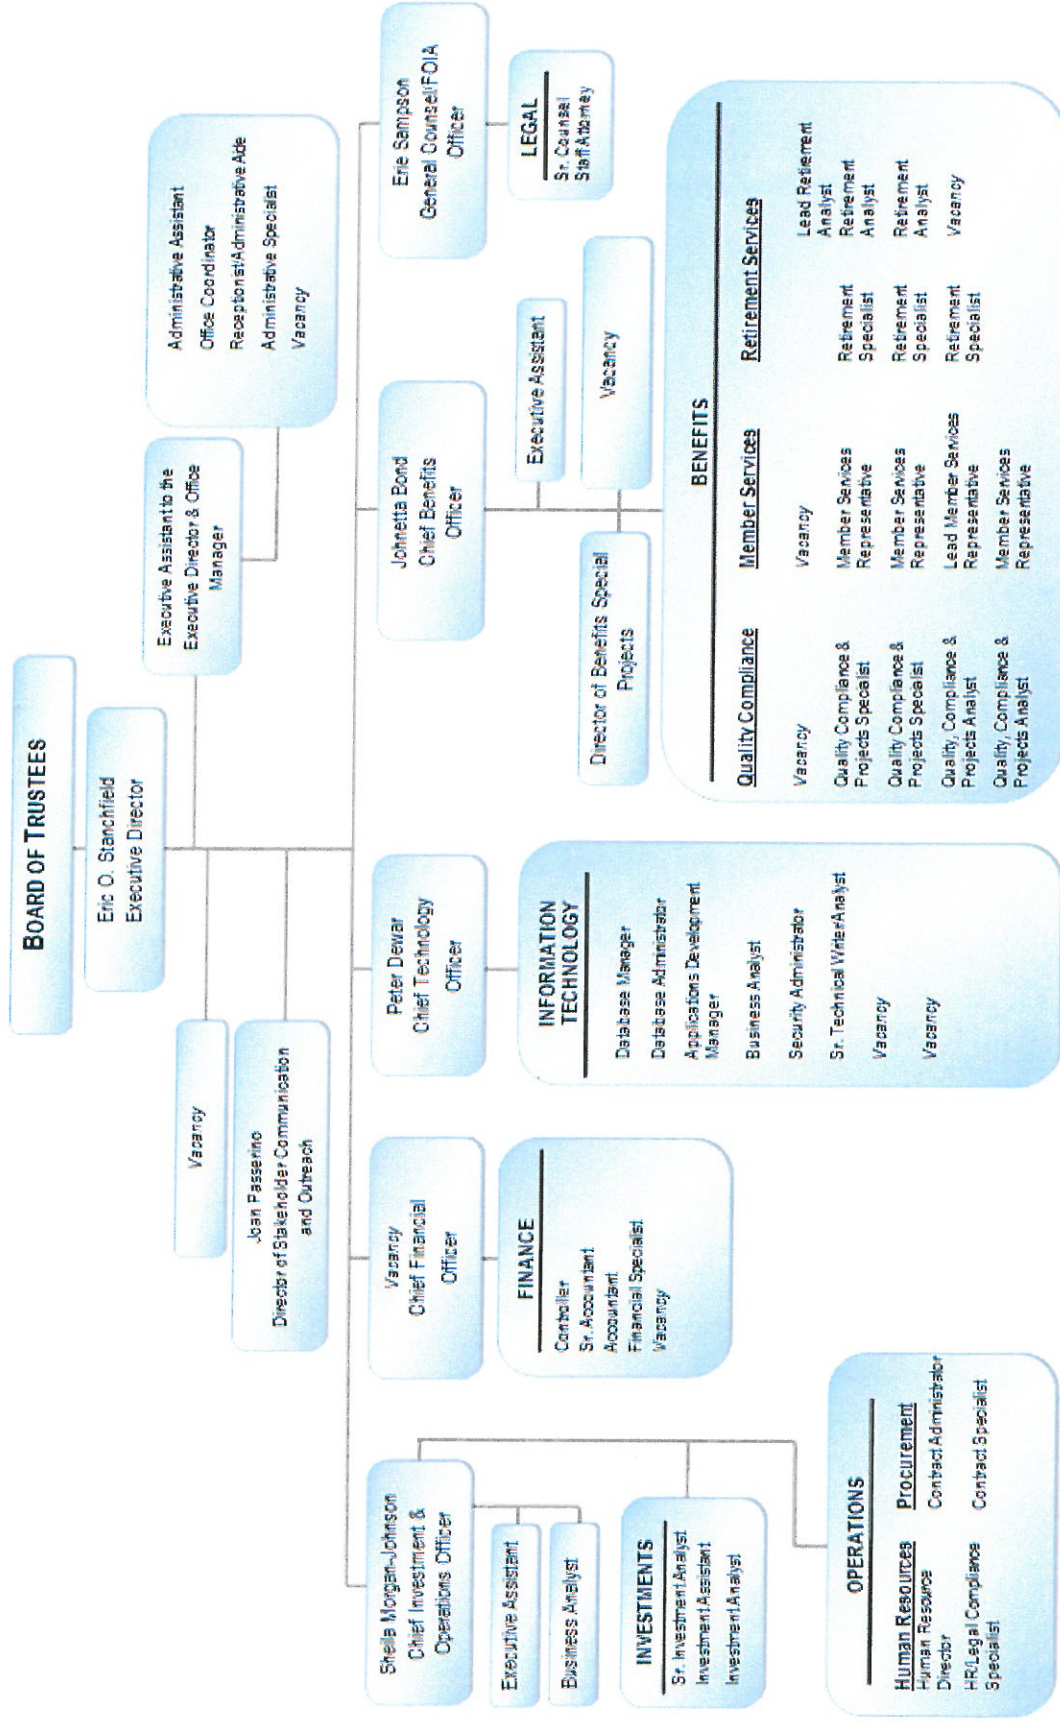 BOARD OF TRUSTEES
Eric O. Stanchfield
Executive Director
Executive Assistant to the
Executive Director & Office
Manager
Administrative Assistant
Office Coordinator
Receptionist/Administrative Aide
Administrative Specialist
Vacancy
Vacancy
Joan Passerino
Director of Stakeholder Communication
and Outreach
Sheila Morgan-Johnson
Chief Investment &
Operations Officer
Executive Assistant
Business Analyst
INVESTMENTS
Sr. Investment Analyst
Investment Assistant
Investment Analyst
OPERATIONS
Human Resources
Human Resource
Director
HR/Legal Compliance
Specialist
Procurement
Contract Administrator
Contract Specialist
Vacancy
Chief Financial
Officer
FINANCE
Controller
Sr. Accountant
Accountant
Financial Specialist
Vacancy
Peter Dewar
Chief Technology
Officer
INFORMATION
TECHNOLOGY
Database Manager
Database Administrator
Applications Development
Manager
Business Analyst
Security Administrator
Sr. Technical Writer/Analyst
Vacancy
Vacancy
Johnetta Bond
Chief Benefits
Officer
Executive Assistant
Director of Benefits Special
Projects
Vacancy
BENEFITS
Quality Compliance
Vacancy
Quality Compliance &
Projects Specialist
Quality Compliance &
Projects Specialist
Quality, Compliance &
Projects Analyst
Quality, Compliance &
Projects Analyst
Member Services
Vacancy
Member Services
Representative
Member Services
Representative
Lead Member Services
Representative
Member Services
Representative
Retirement Services
Retirement
Specialist
Retirement
Specialist
Retirement
Specialist
Lead Retirement
Analyst
Retirement
Analyst
Retirement
Analyst
Vacancy
Erie Sampson
General Counsel/FOIA
Officer
LEGAL
Sr. Counsel
Staff Attorney